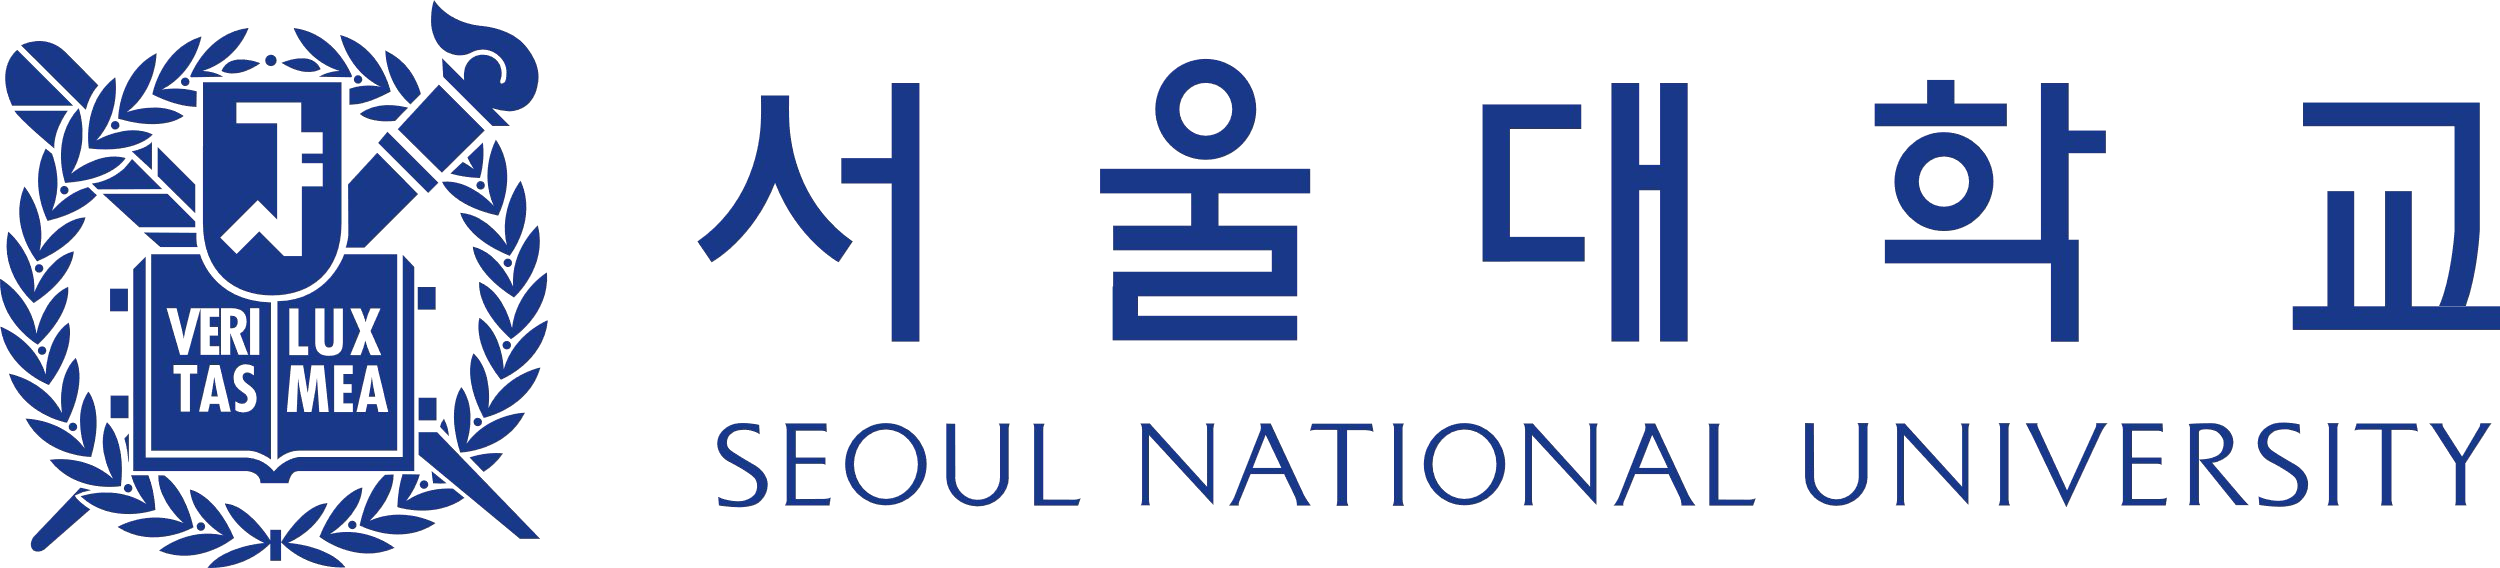 VERI LUX
TAS MEA
서울대학교
SEOUL NATIONAL UNIVERSITY